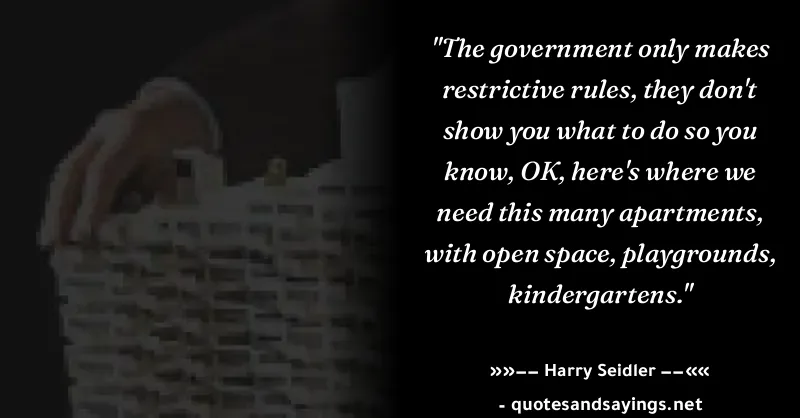 "The government only makes
restrictive rules, they don't
show you what to do so you
know, OK, here's where we
need this many apartments,
with open space, playgrounds,
kindergartens."
»»−− Harry Seidler −−««
- quotesandsayings.net